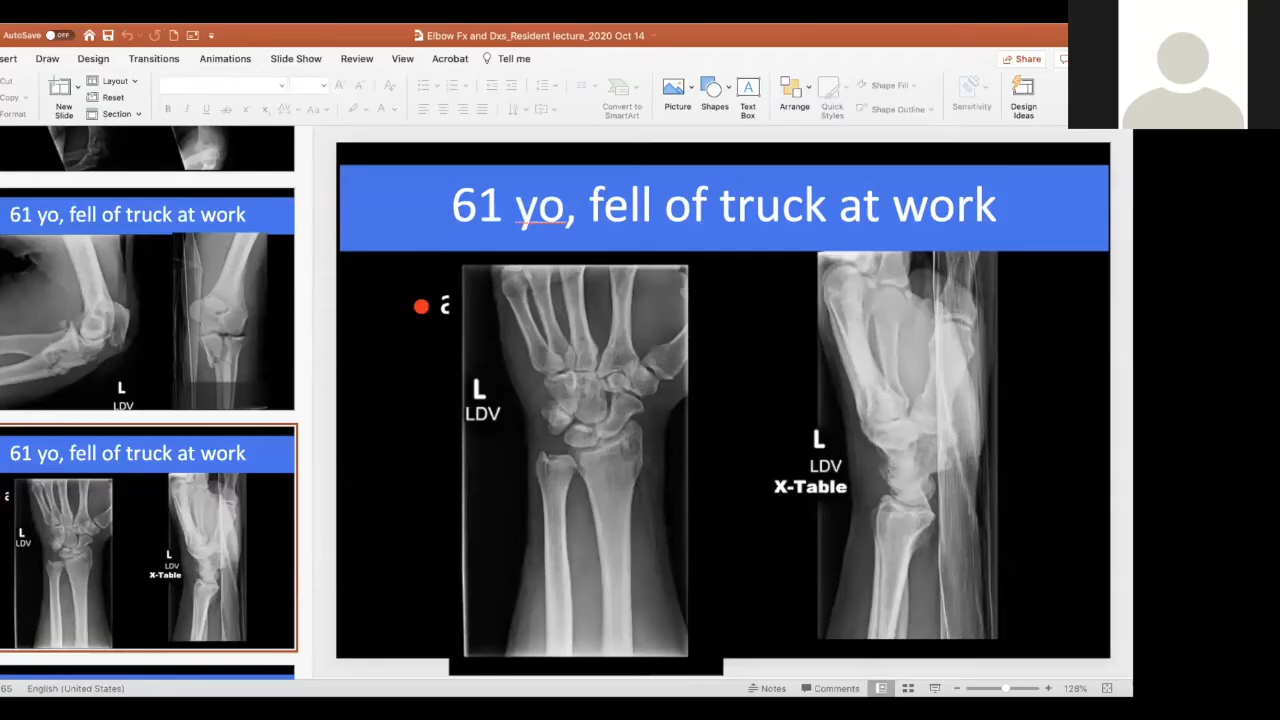 AutoSave OFF
Elbow Fx and Dxs_Resident lecture_2020 Oct 14
sert Draw Design Transitions Animations Slide Show Review View Acrobat Tell me
Share
Cut
Copy
Format
New Slide
Layout
Reset
Section
B I U ab x x AV Aa A
A A
Convert to SmartArt
Picture
Shapes
Text Box
Arrange
Quick Styles
Shape Fill
Shape Outline
Sensitivity
Design Ideas
61 yo, fell of truck at work
L
LDV
61 yo, fell of truck at work
a
L
LDV
L
LDV
X-Table
61 yo, fell of truck at work
a
L
LDV
L
LDV
X-Table
65 English (United States)
Notes Comments 128%